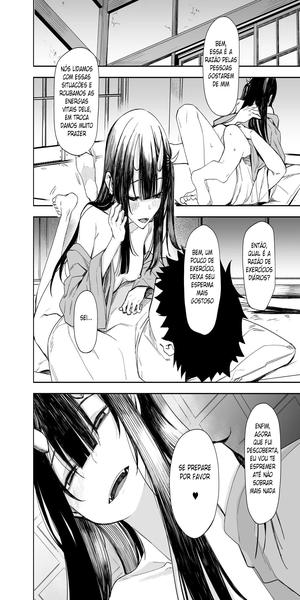 BEM,
ESSA É A
RAZÃO PELAS
PESSOAS
GOSTAREM
DE MM
NÓS LIDAMOS
COM ESSAS
SITUAÇÕES E
ROUBAMOS AS
ENERGIAS
VITAIS DELE,
EM TROCA
DAMOS MUITO
PRAZER
ENTÃO,
QUAL É A
RAZÃO DE
EXERCÍCIOS
DIÁRIOS?
BEM, UM
POUCO DE
EXERCÍCIO,
DEIXA SEU
ESPERMA
MAIS
GOSTOSO
SEI...
ENFIM,
AGORA
QUE FUI
DESCOBERTA,
EU VOU TE
ESPREMER
ATÉ NÃO
SOBRAR
MAIS NADA
SE PREPARE
POR FAVOR
♥